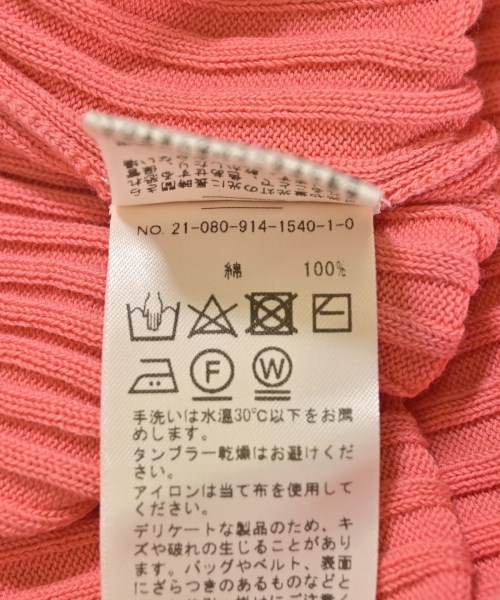 NO. 21-080-914-1540-1-0
綿 100%
F W
手洗いは水温30℃以下をお薦
めします。
タンブラー乾燥はお避けくださ
い。
アイロンは当て布を使用して
ください。
デリケートな製品のため、キ
ズや破れの生じることがあり
ます。バッグやベルト、表面
にざらつきのあるものなどと